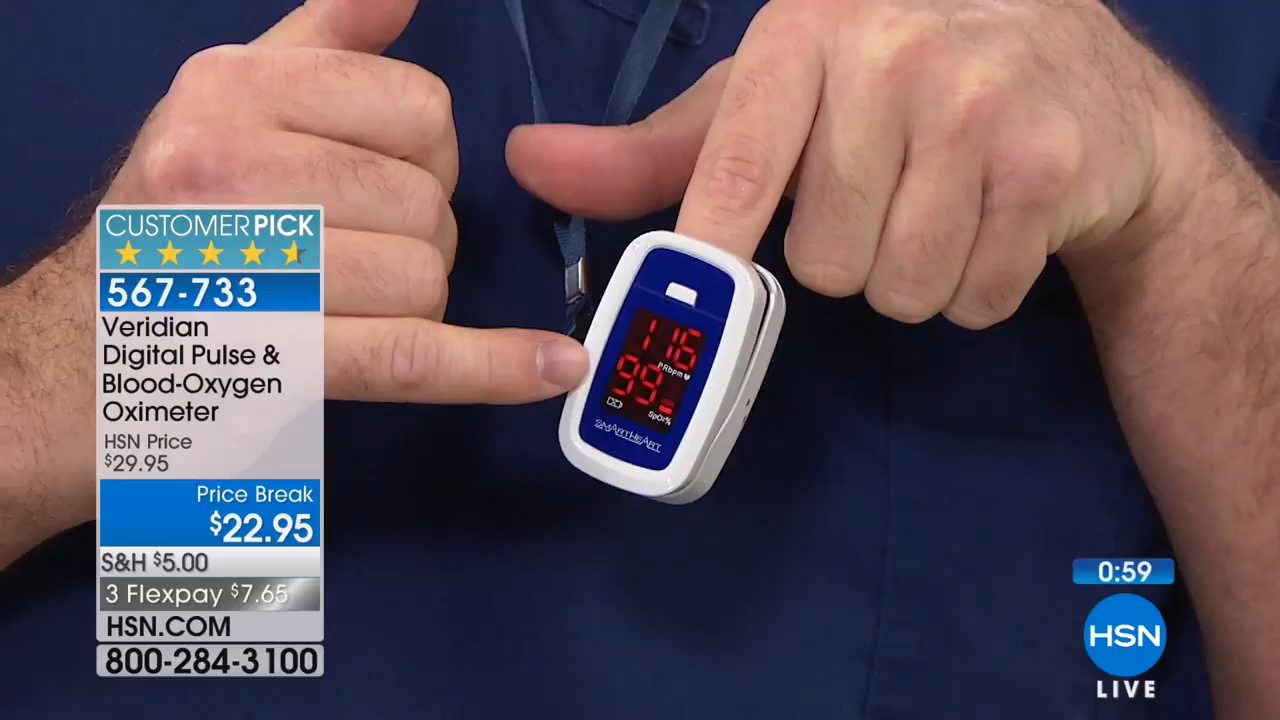 CUSTOMER PICK
567-733
Veridian
Digital Pulse &
Blood-Oxygen
Oximeter
HSN Price
$29.95
Price Break
$22.95
S&H $5.00
3 Flexpay $7.65
HSN.COM
800-284-3100
116
PRbpm
99
SpO2%
SMARTHEART
0:59
HSN
LIVE